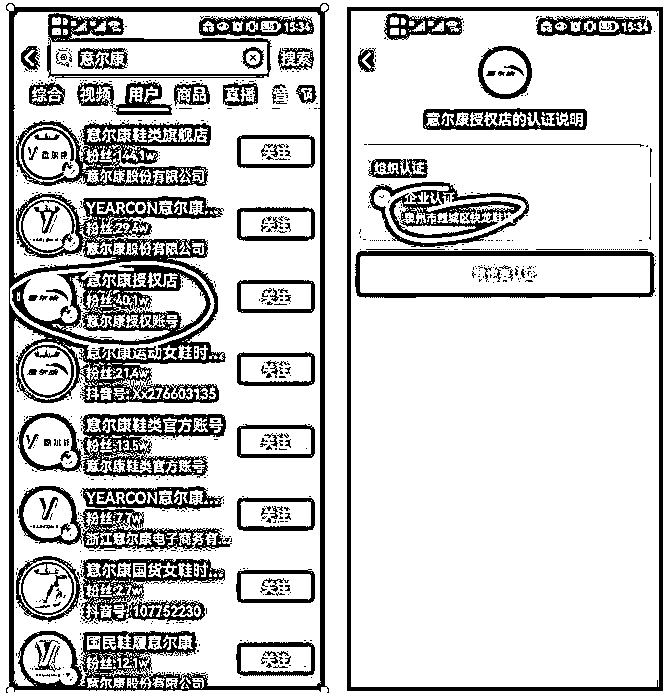 15:34
意尔康
搜索
综合 视频 用户 商品 直播 音
意尔康鞋类旗舰店
粉丝:144.1w
意尔康股份有限公司
关注
YEARCON意尔康...
粉丝:29.4w
意尔康股份有限公司
关注
意尔康授权店
粉丝:40.1w
意尔康授权账号
关注
意尔康运动女鞋时...
粉丝:21.4w
抖音号:Xx276603135
关注
意尔康鞋类官方账号
粉丝:13.5w
意尔康鞋类官方账号
关注
YEARCON意尔康...
粉丝:7.7w
浙江意尔康电子商务有...
关注
意尔康国货女鞋时...
粉丝:2.7w
抖音号:107752230
关注
国民鞋履意尔康
粉丝:12.1w
意尔康股份有限公司
关注
15:34
意尔康授权店的认证说明
组织认证
企业认证
泉州市鲤城区